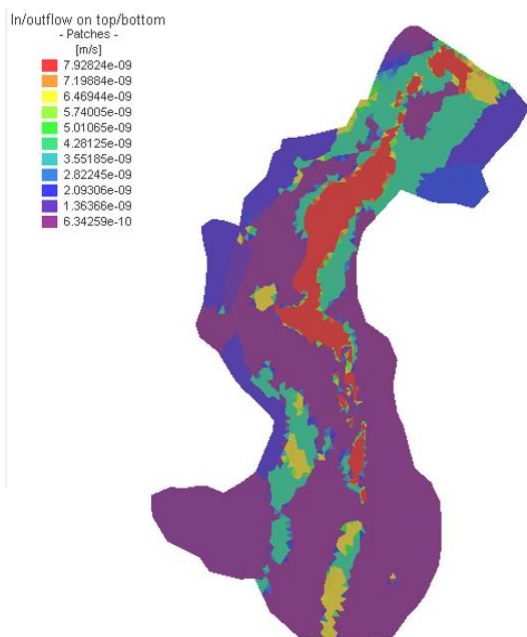 In/outflow on top/bottom
- Patches -
[m/s]
7.92824e-09
7.19884e-09
6.46944e-09
5.74005e-09
5.01065e-09
4.28125e-09
3.55185e-09
2.82245e-09
2.09306e-09
1.36366e-09
6.34259e-10